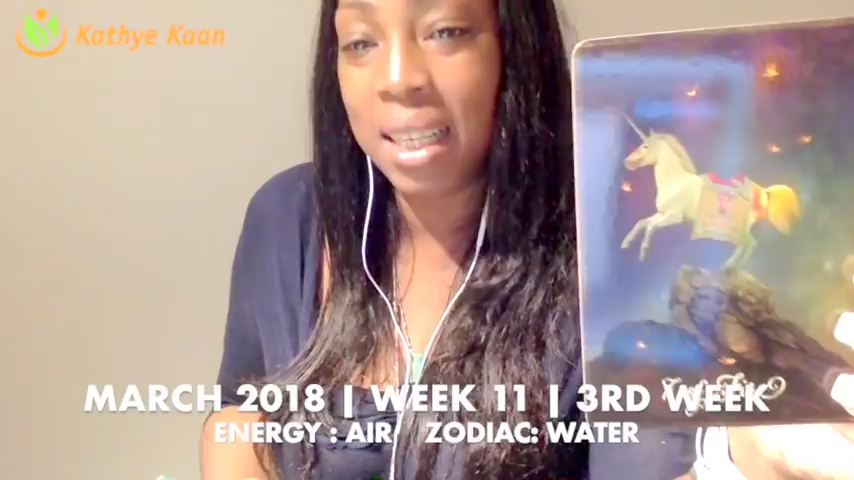 Kathye Kaan
MARCH 2018 | WEEK 11 | 3RD WEEK
ENERGY : AIR ZODIAC: WATER